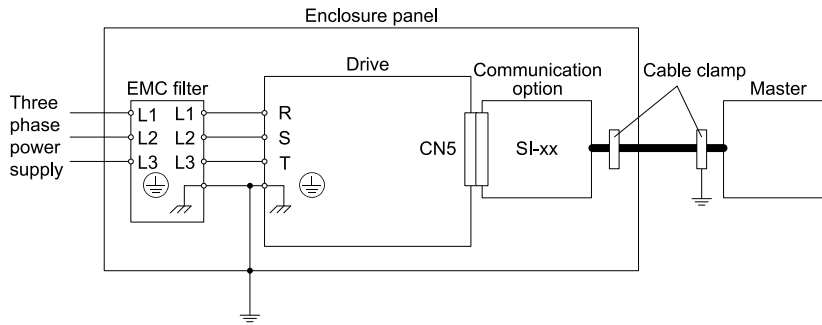 Enclosure panel
Drive
Communication
option
Cable clamp
Master
EMC filter
Three
phase
power
supply
L1 L1 R
L2 L2 S
L3 L3 T
CN5
SI-xx